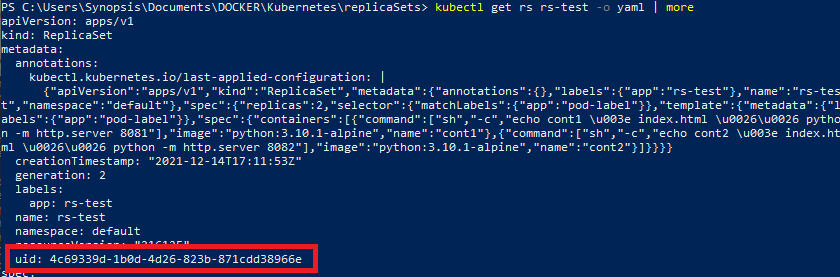 PS C:\Users\Synopsis\Documents\DOCKER\Kubernetes\replicaSets> kubectl get rs rs-test -o yaml | more
apiVersion: apps/v1
kind: ReplicaSet
metadata:
  annotations:
    kubectl.kubernetes.io/last-applied-configuration: |
      {"apiVersion":"apps/v1","kind":"ReplicaSet","metadata":{"annotations":{},"labels":{"app":"rs-test"},"name":"rs-tes
t","namespace":"default"},"spec":{"replicas":2,"selector":{"matchLabels":{"app":"pod-label"}},"template":{"metadata":{"l
abels":{"app":"pod-label"}},"spec":{"containers":[{"command":["sh","-c","echo cont1 \u003e index.html \u0026\u0026 pytho
n -m http.server 8081"],"image":"python:3.10.1-alpine","name":"cont1"},{"command":["sh","-c","echo cont2 \u003e index.ht
ml \u0026\u0026 python -m http.server 8082"],"image":"python:3.10.1-alpine","name":"cont2"}]}}}}
  creationTimestamp: "2021-12-14T17:11:53Z"
  generation: 2
  labels:
    app: rs-test
  name: rs-test
  namespace: default
  resourceVersion:
  uid: 4c69339d-1b0d-4d26-823b-871cdd38966e
spec: